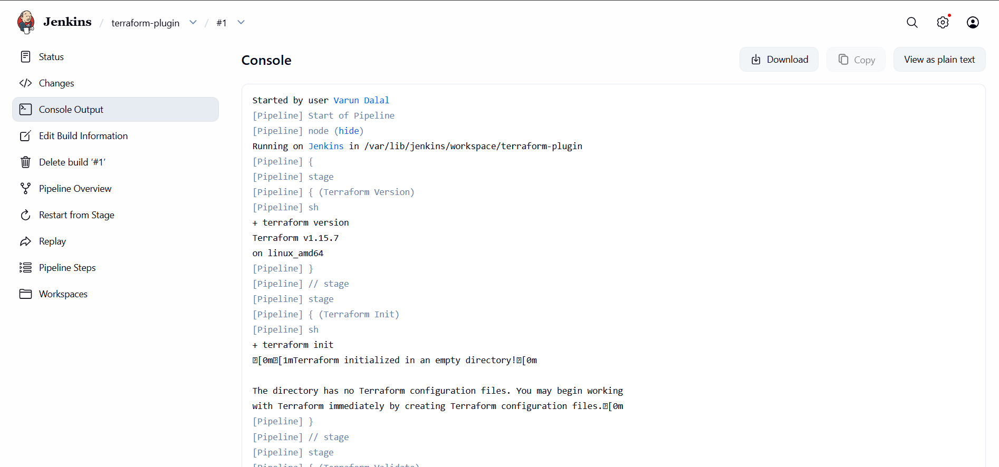 Jenkins / terraform-plugin / #1
Status
Changes
Console Output
Edit Build Information
Delete build ‘#1’
Pipeline Overview
Restart from Stage
Replay
Pipeline Steps
Workspaces
Console
Download
Copy
View as plain text
Started by user Varun Dalal
[Pipeline] Start of Pipeline
[Pipeline] node (hide)
Running on Jenkins in /var/lib/jenkins/workspace/terraform-plugin
[Pipeline] {
[Pipeline] stage
[Pipeline] { (Terraform Version)
[Pipeline] sh
+ terraform version
Terraform v1.15.7
on linux_amd64
[Pipeline] }
[Pipeline] // stage
[Pipeline] stage
[Pipeline] { (Terraform Init)
[Pipeline] sh
+ terraform init
[0m[1mTerraform initialized in an empty directory![0m
The directory has no Terraform configuration files. You may begin working
with Terraform immediately by creating Terraform configuration files.[0m
[Pipeline] }
[Pipeline] // stage
[Pipeline] stage
[Pipeline] { (Terraform Validate)